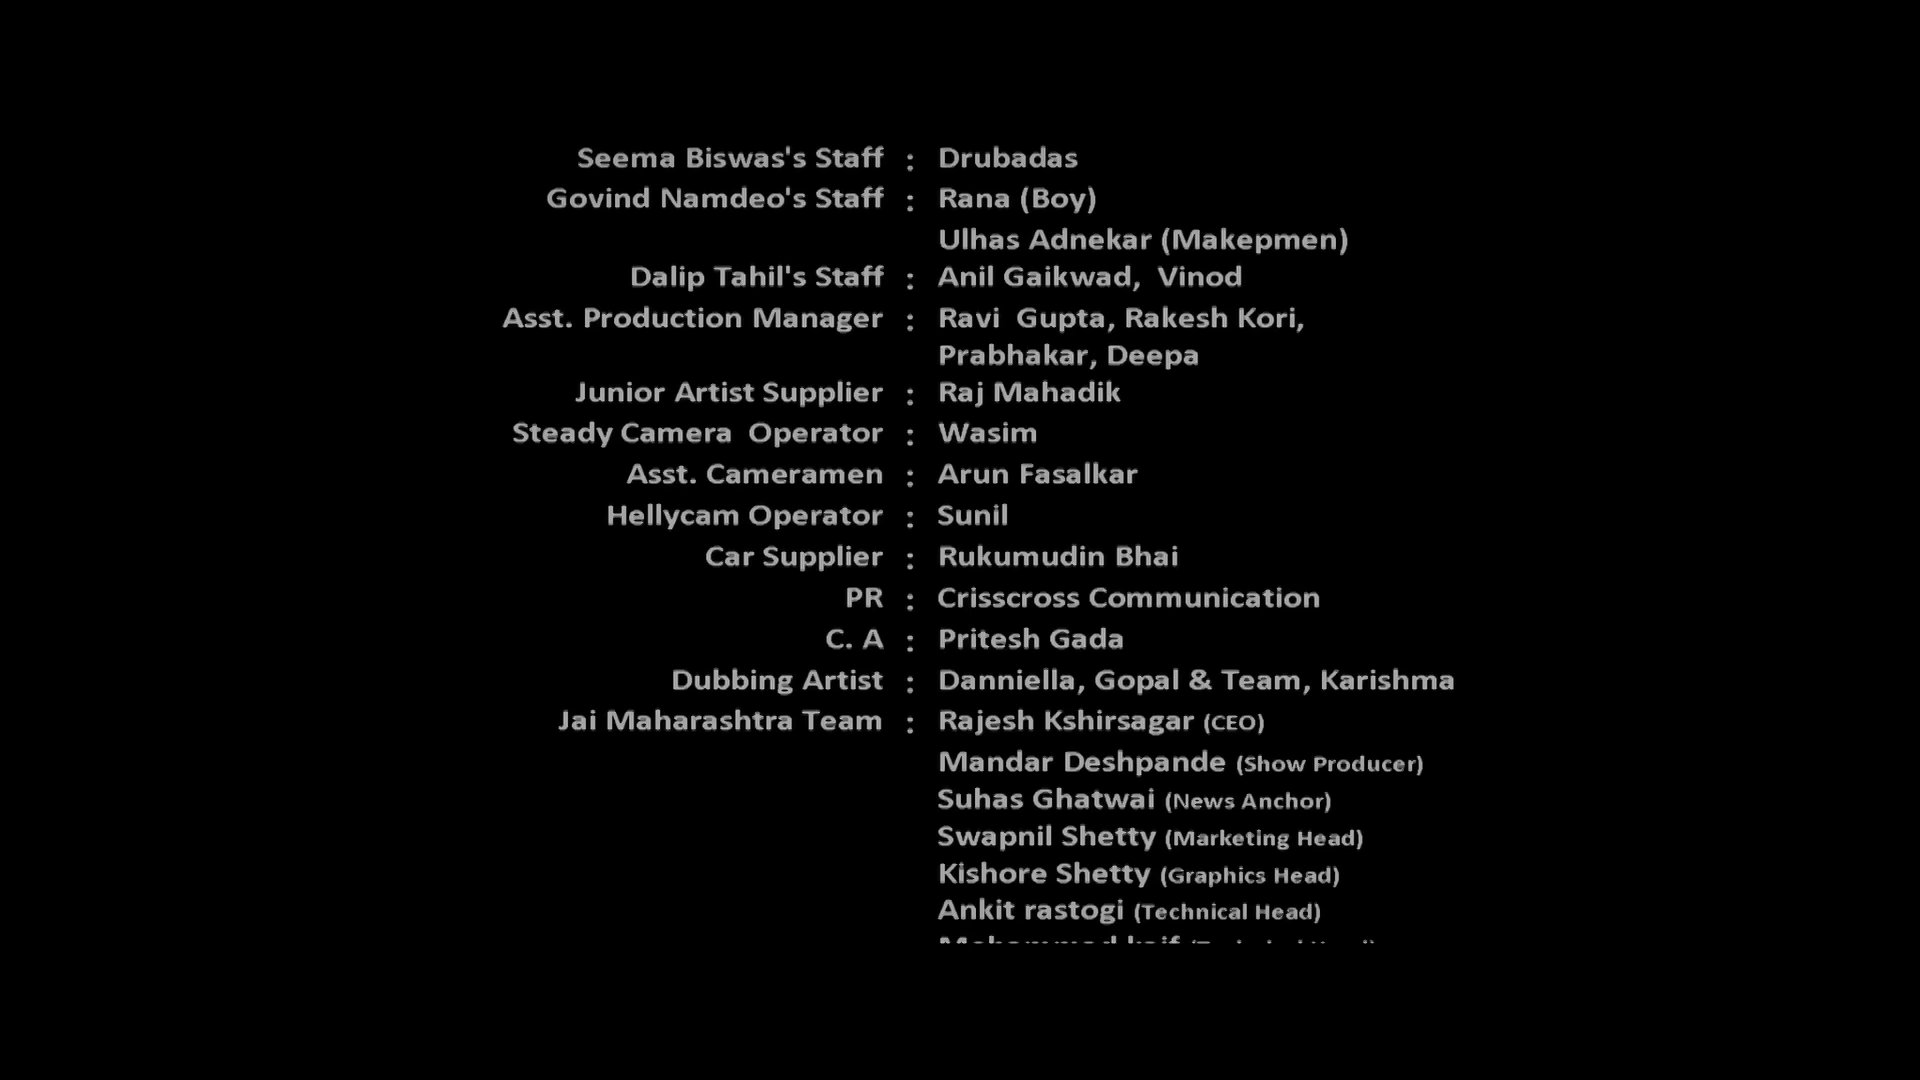 Seema Biswas's Staff : Drubadas
Govind Namdeo's Staff : Rana (Boy)
Ulhas Adnekar (Makepmen)
Dalip Tahil's Staff : Anil Gaikwad, Vinod
Asst. Production Manager : Ravi Gupta, Rakesh Kori,
Prabhakar, Deepa
Junior Artist Supplier : Raj Mahadik
Steady Camera Operator : Wasim
Asst. Cameramen : Arun Fasalkar
Hellycam Operator : Sunil
Car Supplier : Rukumudin Bhai
PR : Crisscross Communication
C. A : Pritesh Gada
Dubbing Artist : Danniella, Gopal & Team, Karishma
Jai Maharashtra Team : Rajesh Kshirsagar (CEO)
Mandar Deshpande (Show Producer)
Suhas Ghatwai (News Anchor)
Swapnil Shetty (Marketing Head)
Kishore Shetty (Graphics Head)
Ankit rastogi (Technical Head)